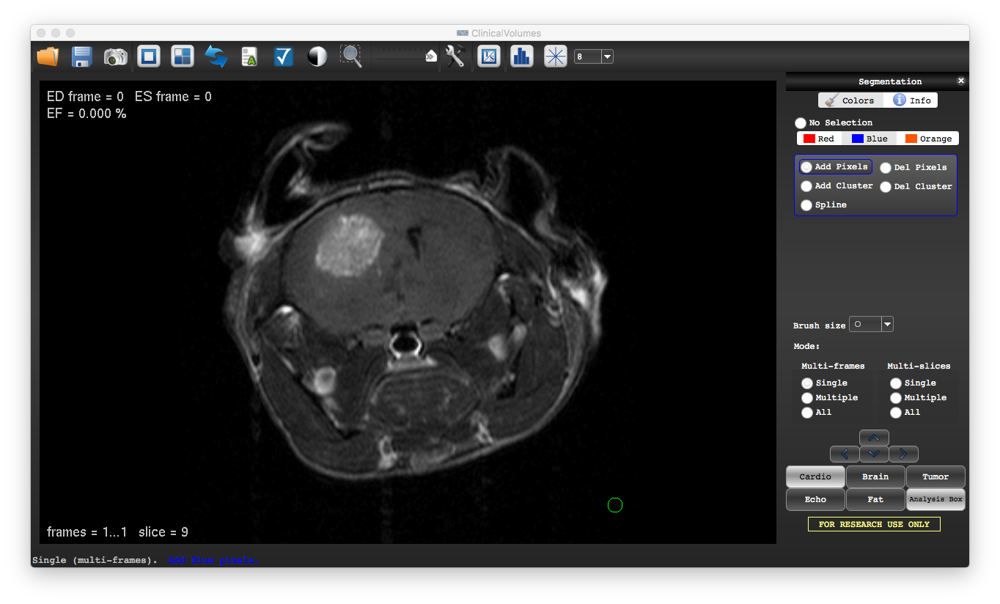 ClinicalVolumes
8
ED frame = 0 ES frame = 0
EF = 0.000 %
frames = 1...1 slice = 9
Segmentation
Colors Info
No Selection
Red Blue Orange
Add Pixels Del Pixels
Add Cluster Del Cluster
Spline
Brush size
Mode:
Multi-frames Multi-slices
Single Single
Multiple Multiple
All All
Cardio Brain Tumor
Echo Fat Analysis Box
FOR RESEARCH USE ONLY
Single (multi-frames). Add Blue pixels.